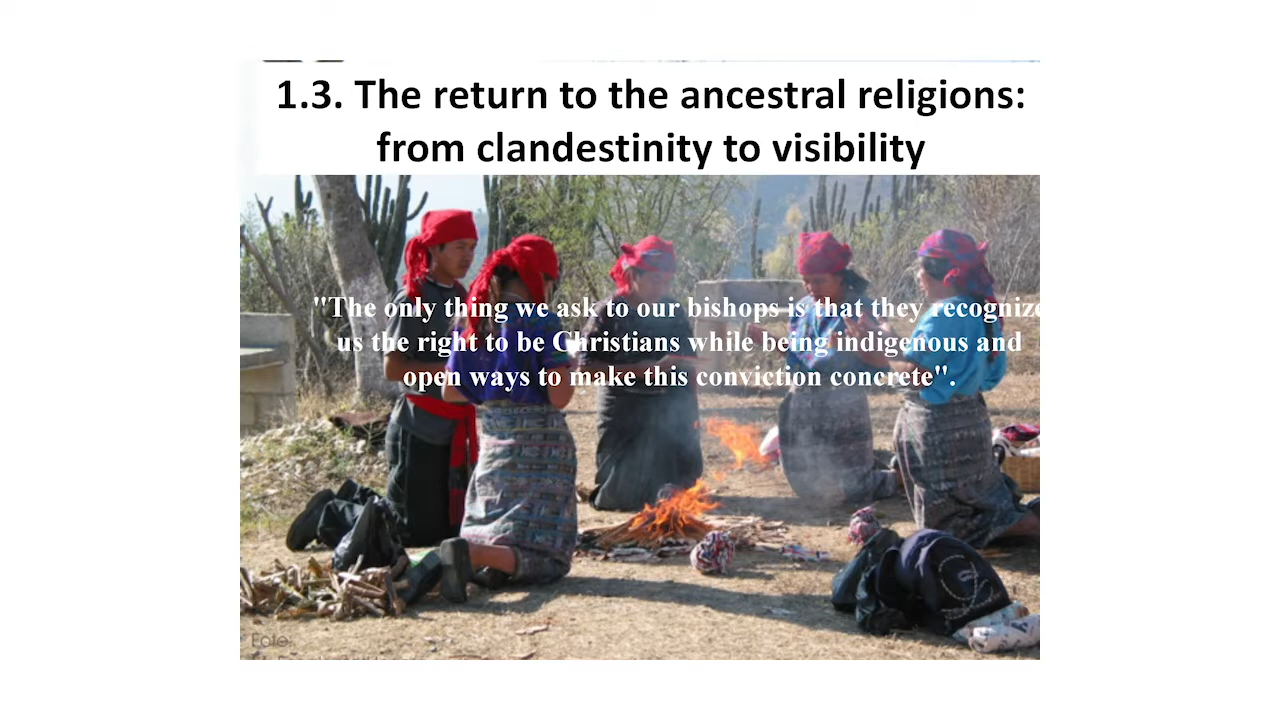 1.3. The return to the ancestral religions:
from clandestinity to visibility
"The only thing we ask to our bishops is that they recognize
us the right to be Christians while being indigenous and
open ways to make this conviction concrete".